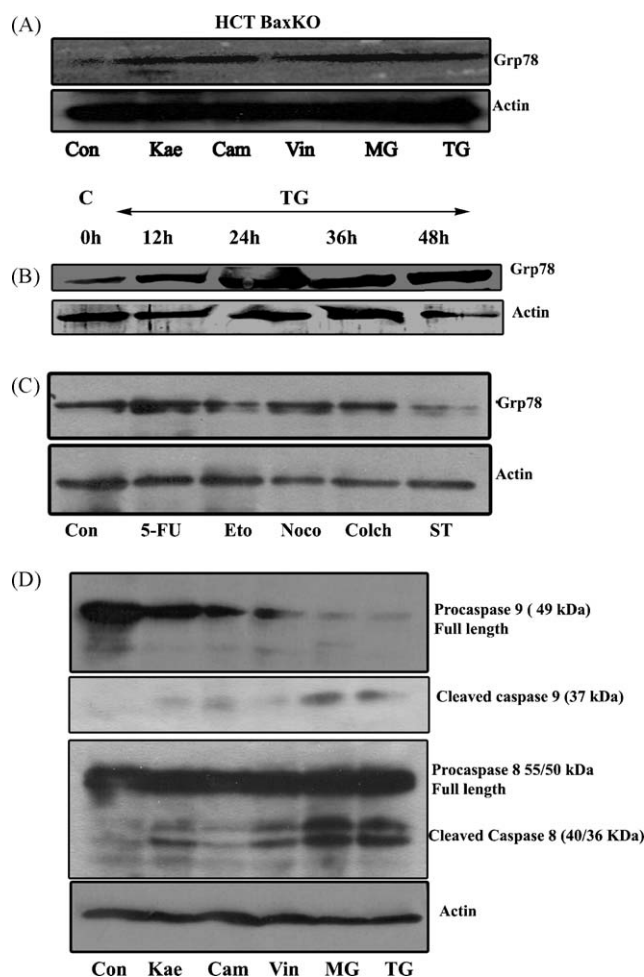 (A)
HCT BaxKO
Grp78
Actin
Con Kae Cam Vin MG TG
C TG
0h 12h 24h 36h 48h
(B)
Grp78
Actin
(C)
Grp78
Actin
Con 5-FU Eto Noco Colch ST
(D)
Procaspase 9 ( 49 kDa)
Full length
Cleaved caspase 9 (37 kDa)
Procaspase 8 55/50 kDa
Full length
Cleaved Caspase 8 (40/36 KDa)
Actin
Con Kae Cam Vin MG TG